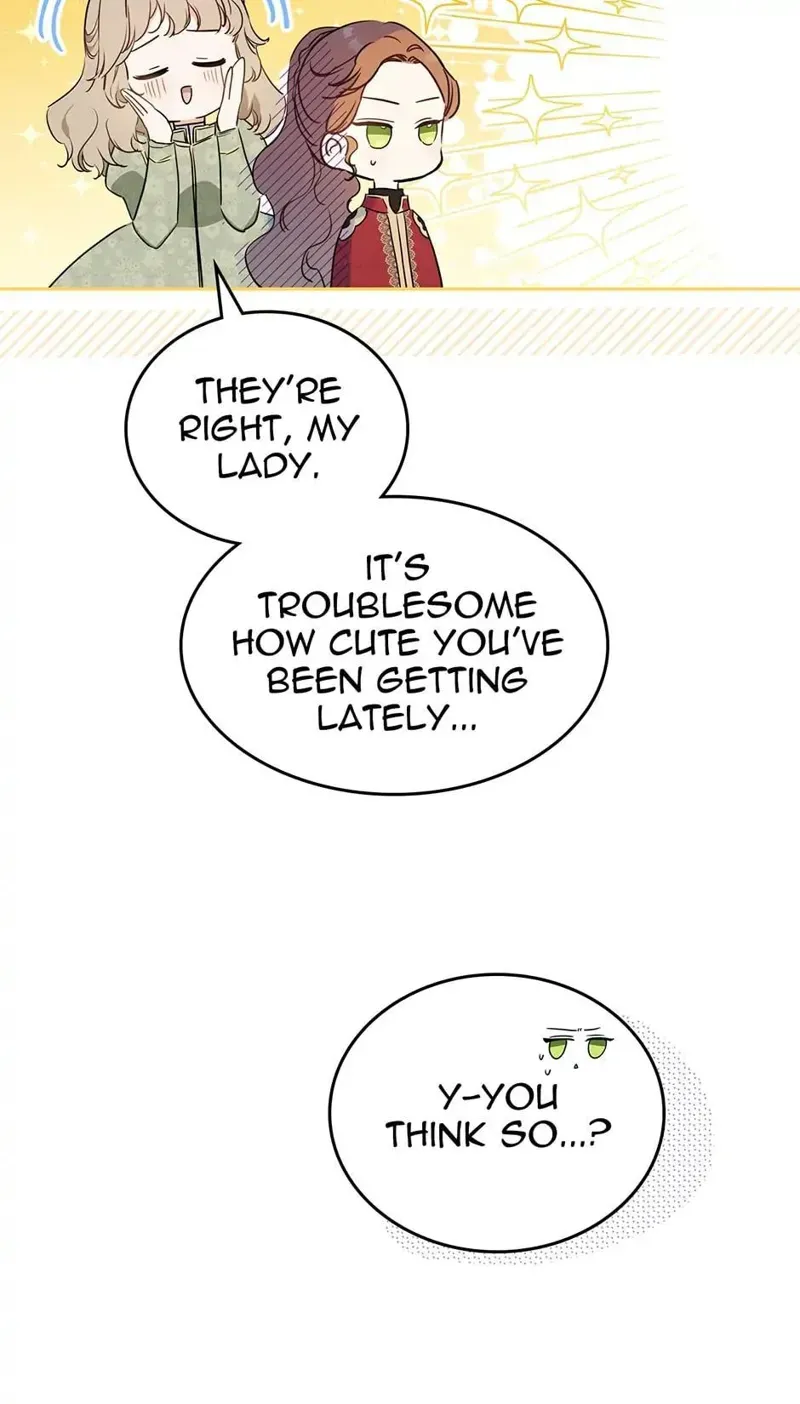 THEY'RE
RIGHT, MY
LADY.
IT'S
TROUBLESOME
HOW CUTE YOU'VE
BEEN GETTING
LATELY...
Y-YOU
THINK SO...?